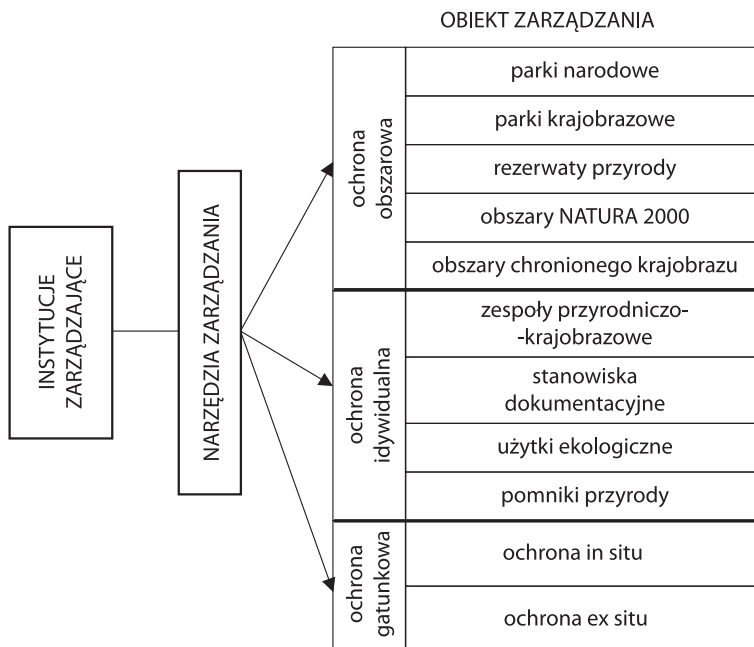 OBIEKT ZARZĄDZANIA
INSTYTUCJE
ZARZĄDZAJĄCE
NARZĘDZIA ZARZĄDZANIA
ochrona
obszarowa
parki narodowe
parki krajobrazowe
rezerwaty przyrody
obszary NATURA 2000
obszary chronionego krajobrazu
ochrona
idywidualna
zespoły przyrodniczo-
-krajobrazowe
stanowiska
dokumentacyjne
użytki ekologiczne
pomniki przyrody
ochrona
gatunkowa
ochrona in situ
ochrona ex situ